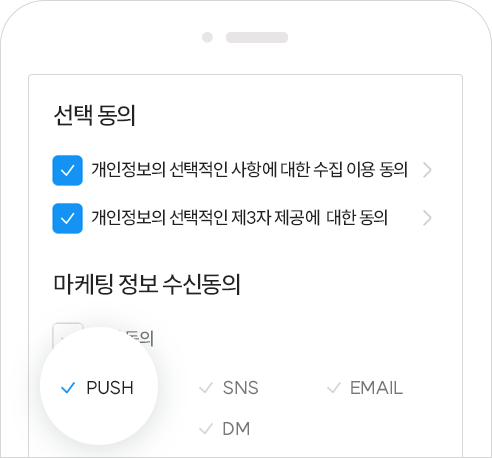 선택 동의
개인정보의 선택적인 사항에 대한 수집 이용 동의
개인정보의 선택적인 제3자 제공에 대한 동의
마케팅 정보 수신동의
동의
PUSH SNS EMAIL
DM